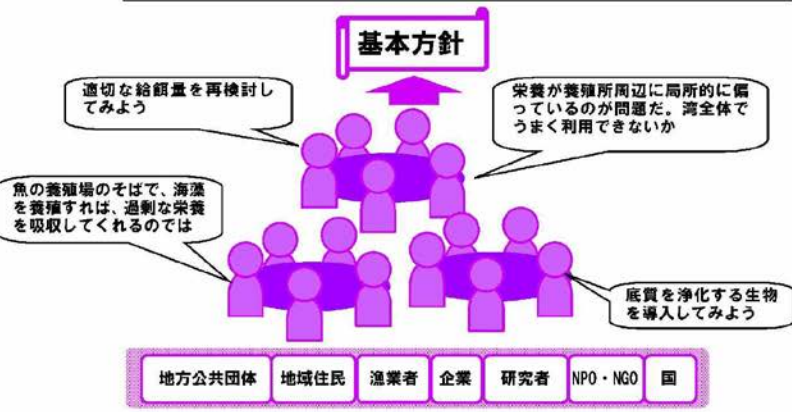 基本方針
適切な給餌量を再検討し
てみよう
栄養が養殖所周辺に局所的に偏
っているのが問題だ。湾全体で
うまく利用できないか
魚の養殖場のそばで、海藻
を養殖すれば、過剰な栄養
を吸収してくれるのでは
底質を浄化する生物
を導入してみよう
地方公共団体 地域住民 漁業者 企業 研究者 NPO・NGO 国